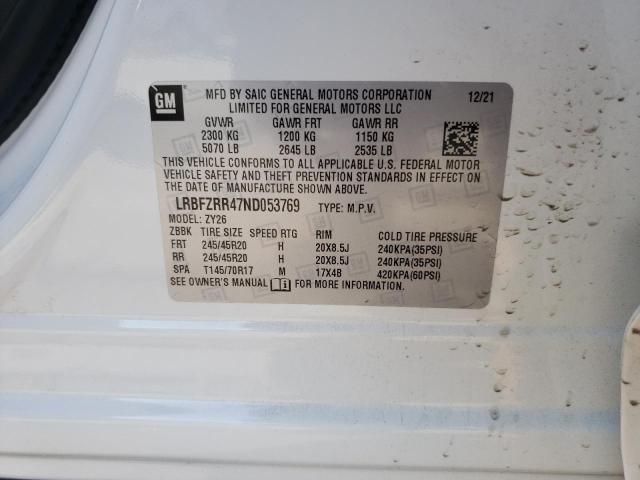 GM
MFD BY SAIC GENERAL MOTORS CORPORATION 12/21
LIMITED FOR GENERAL MOTORS LLC
GVWR GAWR FRT GAWR RR
2300 KG 1200 KG 1150 KG
5070 LB 2645 LB 2535 LB
THIS VEHICLE CONFORMS TO ALL APPLICABLE U.S. FEDERAL MOTOR
VEHICLE SAFETY AND THEFT PREVENTION STANDARDS IN EFFECT ON
THE DATE OF MANUFACTURE SHOWN ABOVE.
LRBFZRR47ND053769 TYPE: M.P.V.
MODEL: ZY26
ZBBK TIRE SIZE SPEED RTG RIM COLD TIRE PRESSURE
FRT 245/45R20 H 20X8.5J 240KPA(35PSI)
RR 245/45R20 H 20X8.5J 240KPA(35PSI)
SPA T145/70R17 M 17X4B 420KPA(60PSI)
SEE OWNER'S MANUAL FOR MORE INFORMATION.